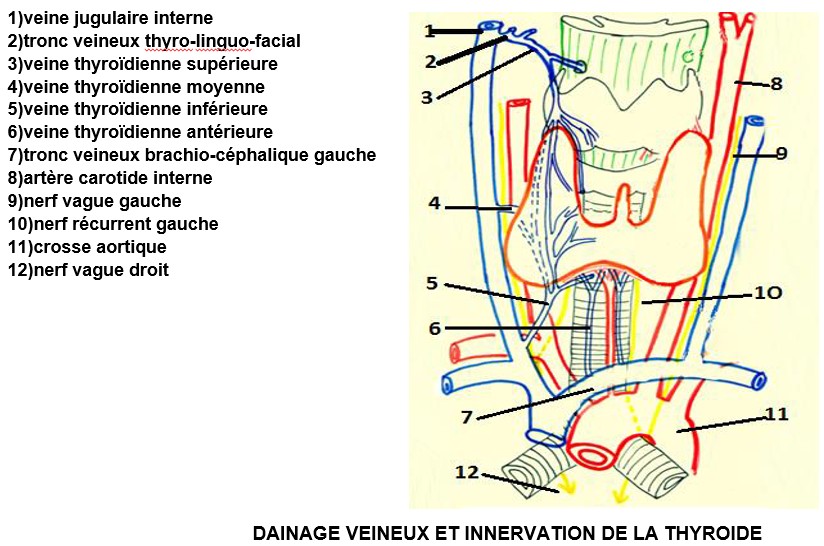 1)veine jugulaire interne
2)tronc veineux thyro-linguo-facial
3)veine thyroïdienne supérieure
4)veine thyroïdienne moyenne
5)veine thyroïdienne inférieure
6)veine thyroïdienne antérieure
7)tronc veineux brachio-céphalique gauche
8)artère carotide interne
9)nerf vague gauche
10)nerf récurrent gauche
11)crosse aortique
12)nerf vague droit
1
2
3
8
9
4
5
10
6
7
11
12
DAINAGE VEINEUX ET INNERVATION DE LA THYROIDE